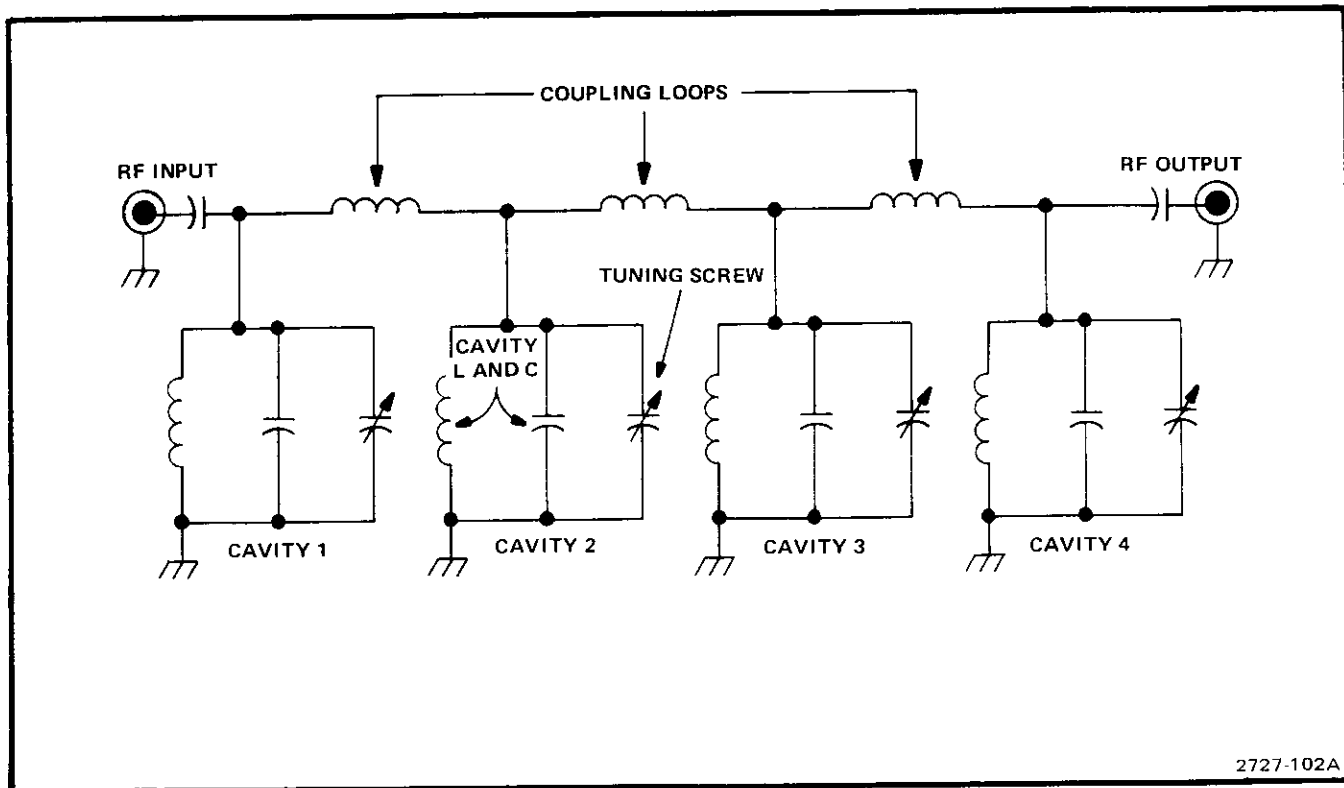 COUPLING LOOPS
RF INPUT
RF OUTPUT
TUNING SCREW
CAVITY
L AND C
CAVITY 1
CAVITY 2
CAVITY 3
CAVITY 4
2727-102A